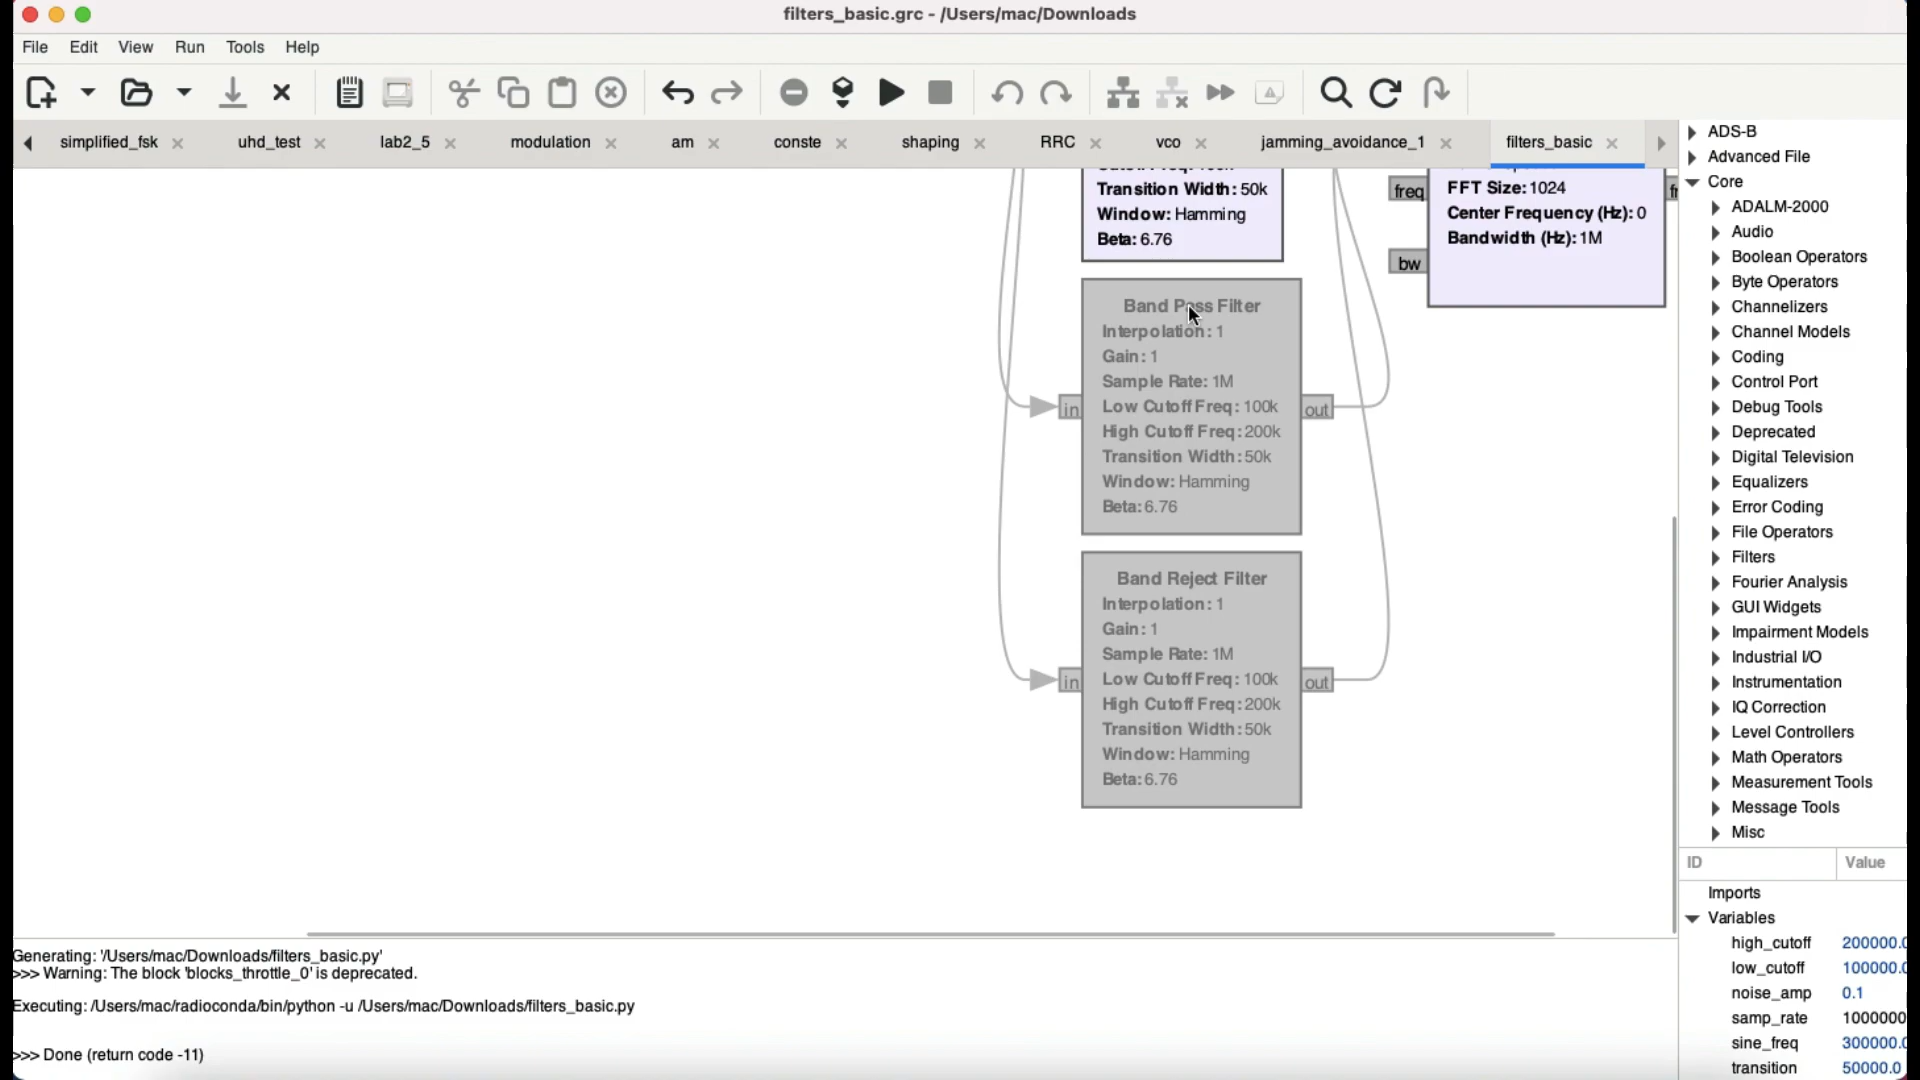 filters_basic.grc - /Users/mac/Downloads
File Edit View Run Tools Help
simplified_fsk uhd_test lab2_5 modulation am conste shaping RRC vco jamming_avoidance_1 filters_basic
Transition Width: 50k
Window: Hamming
Beta: 6.76
freq
bw
FFT Size: 1024
Center Frequency (Hz): 0
Bandwidth (Hz): 1M
Band Pass Filter
Interpolation: 1
Gain: 1
Sample Rate: 1M
Low Cutoff Freq: 100k
High Cutoff Freq: 200k
Transition Width: 50k
Window: Hamming
Beta: 6.76
in
out
Band Reject Filter
Interpolation: 1
Gain: 1
Sample Rate: 1M
Low Cutoff Freq: 100k
High Cutoff Freq: 200k
Transition Width: 50k
Window: Hamming
Beta: 6.76
in
out
Generating: '/Users/mac/Downloads/filters_basic.py'
>>> Warning: The block 'blocks_throttle_0' is deprecated.
Executing: /Users/mac/radioconda/bin/python -u /Users/mac/Downloads/filters_basic.py
>>> Done (return code -11)
ADS-B
Advanced File
Core
ADALM-2000
Audio
Boolean Operators
Byte Operators
Channelizers
Channel Models
Coding
Control Port
Debug Tools
Deprecated
Digital Television
Equalizers
Error Coding
File Operators
Filters
Fourier Analysis
GUI Widgets
Impairment Models
Industrial I/O
Instrumentation
IQ Correction
Level Controllers
Math Operators
Measurement Tools
Message Tools
Misc
ID Value
Imports
Variables
high_cutoff 200000.0
low_cutoff 100000.0
noise_amp 0.1
samp_rate 1000000
sine_freq 300000.0
transition 50000.0